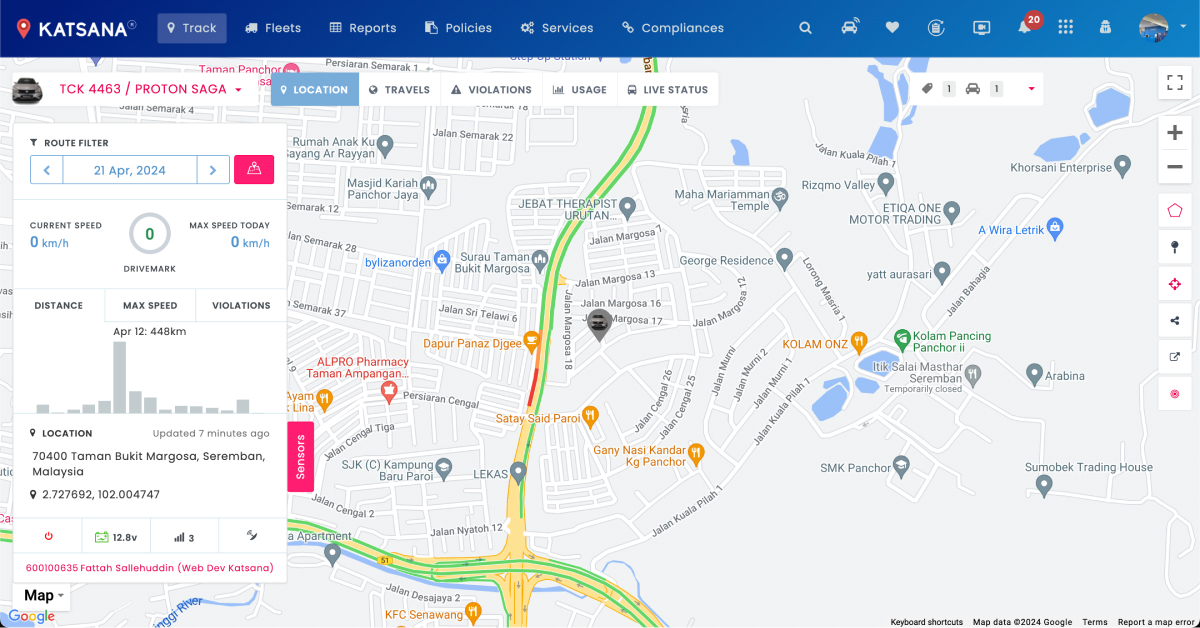 KATSANA®
Track
Fleets
Reports
Policies
Services
Compliances
20
TCK 4463 / PROTON SAGA
LOCATION
TRAVELS
VIOLATIONS
USAGE
LIVE STATUS
1
1
ROUTE FILTER
21 Apr, 2024
CURRENT SPEED
0 km/h
0
DRIVEMARK
MAX SPEED TODAY
0 km/h
DISTANCE
MAX SPEED
VIOLATIONS
Apr 12: 448km
LOCATION
Updated 7 minutes ago
70400 Taman Bukit Margosa, Seremban,
Malaysia
2.727692, 102.004747
12.8v
3
600100635 Fattah Sallehuddin (Web Dev Katsana)
Sensors
Map
Google
Taman Panchor
Persiaran Semarak 1
Jalan Semarak 4
Jalan Semarak 22
Rumah Anak Ku
Sayang Ar Rayyan
Masjid Kariah
Panchor Jaya
JEBAT THERAPIST
URUTAN...
Maha Mariamman
Temple
Jalan Kuala Pilah 1
Rizqmo Valley
ETIQA ONE
MOTOR TRADING
Khorsani Enterprise
A Wira Letrik
Jalan Semarak 28
bylizanorden
Surau Taman
Bukit Margosa
Jalan Margosa 7
George Residence
Jalan Margosa 13
Jalan Margosa 16
Jalan Margosa 17
Jalan Margosa 12
Jalan Margosa 18
Lorong Masria 1
yatt aurasari
Jalan Bahagia
Semarak 37
Jalan Sri Telawi 6
Dapur Panaz Djgee
KOLAM ONZ
Kolam Pancing
Panchor ii
Itik Salai Masthar
Seremban
Temporarily closed
Arabina
ALPRO Pharmacy
Taman Ampangan...
Ayam
k Lina
Persiaran Cengal
Jalan Cengal Tiga
Satay Said Paroi
Jalan Cengal 26
Jalan Cengal 25
Jalan Murni
Jalan Murni 2
Jalan Murni 1
Jalan Kuala Pilah 1
Gany Nasi Kandar
Kg Panchor
SJK (C) Kampung
Baru Paroi
LEKAS
SMK Panchor
Sumobek Trading House
Jalan Cengal 2
Jalan Nyatoh 12
Jalan Kuala Pilah 1
a Apartment
51
Jalan Desajaya 2
KFC Senawang
nggi River
Keyboard shortcuts
Map data ©2024 Google
Terms
Report a map error